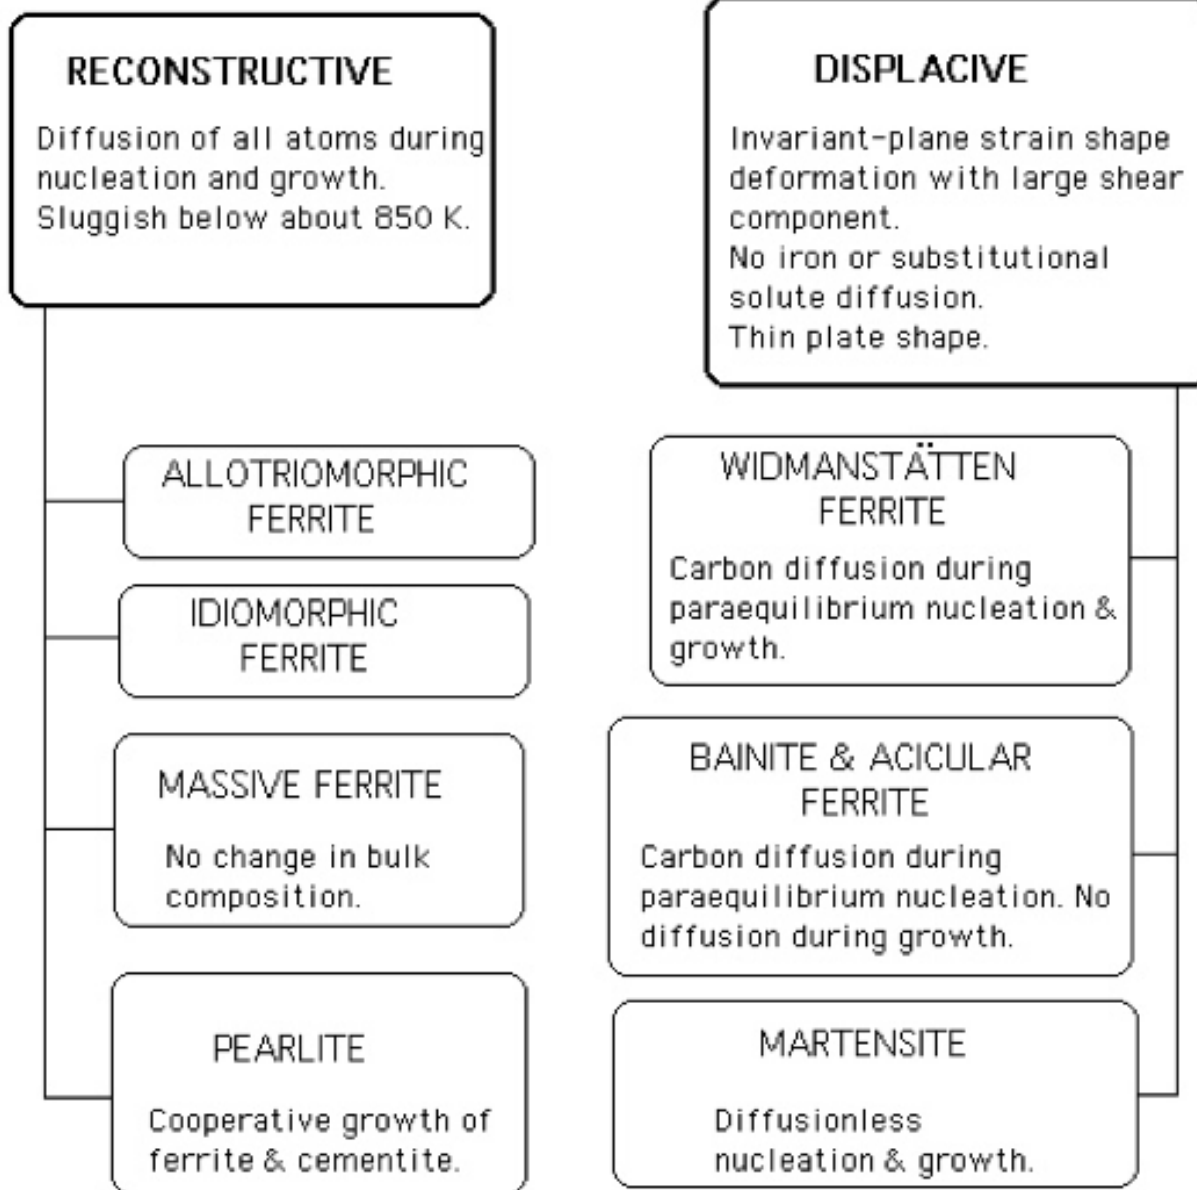 RECONSTRUCTIVE
Diffusion of all atoms during
nucleation and growth.
Sluggish below about 850 K.
ALLOTRIOMORPHIC
FERRITE
IDIOMORPHIC
FERRITE
MASSIVE FERRITE
No change in bulk
composition.
PEARLITE
Cooperative growth of
ferrite & cementite.
DISPLACIVE
Invariant-plane strain shape
deformation with large shear
component.
No iron or substitutional
solute diffusion.
Thin plate shape.
WIDMANSTÄTTEN
FERRITE
Carbon diffusion during
paraequilibrium nucleation &
growth.
BAINITE & ACICULAR
FERRITE
Carbon diffusion during
paraequilibrium nucleation. No
diffusion during growth.
MARTENSITE
Diffusionless
nucleation & growth.